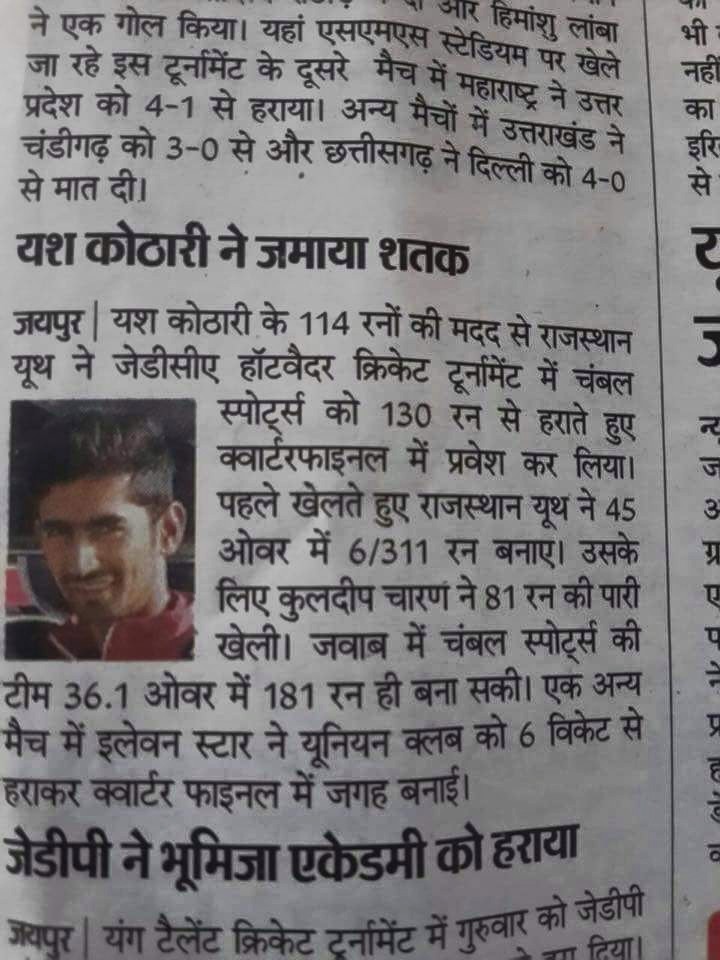 और हिमांशु लांबा
ने एक गोल किया। यहां एसएमएस स्टेडियम पर खेले
जा रहे इस टूर्नामेंट के दूसरे मैच में महाराष्ट्र ने उत्तर
प्रदेश को 4-1 से हराया। अन्य मैचों में उत्तराखंड ने
चंडीगढ़ को 3-0 से और छत्तीसगढ़ ने दिल्ली को 4-0
से मात दी।
यश कोठारी ने जमाया शतक
जयपुर | यश कोठारी के 114 रनों की मदद से राजस्थान
यूथ ने जेडीसीए हॉटवैदर क्रिकेट टूर्नामेंट में चंबल
स्पोर्ट्स को 130 रन से हराते हुए
क्वार्टरफाइनल में प्रवेश कर लिया।
पहले खेलते हुए राजस्थान यूथ ने 45
ओवर में 6/311 रन बनाए। उसके
लिए कुलदीप चारण ने 81 रन की पारी
खेली। जवाब में चंबल स्पोर्ट्स की
टीम 36.1 ओवर में 181 रन ही बना सकी। एक अन्य
मैच में इलेवन स्टार ने यूनियन क्लब को 6 विकेट से
हराकर क्वार्टर फाइनल में जगह बनाई।
जेडीपी ने भूमिजा एकेडमी को हराया
जयपुर | यंग टैलेंट क्रिकेट टूर्नामेंट में गुरुवार को जेडीपी
दिया।
भी
नहीं
का
से